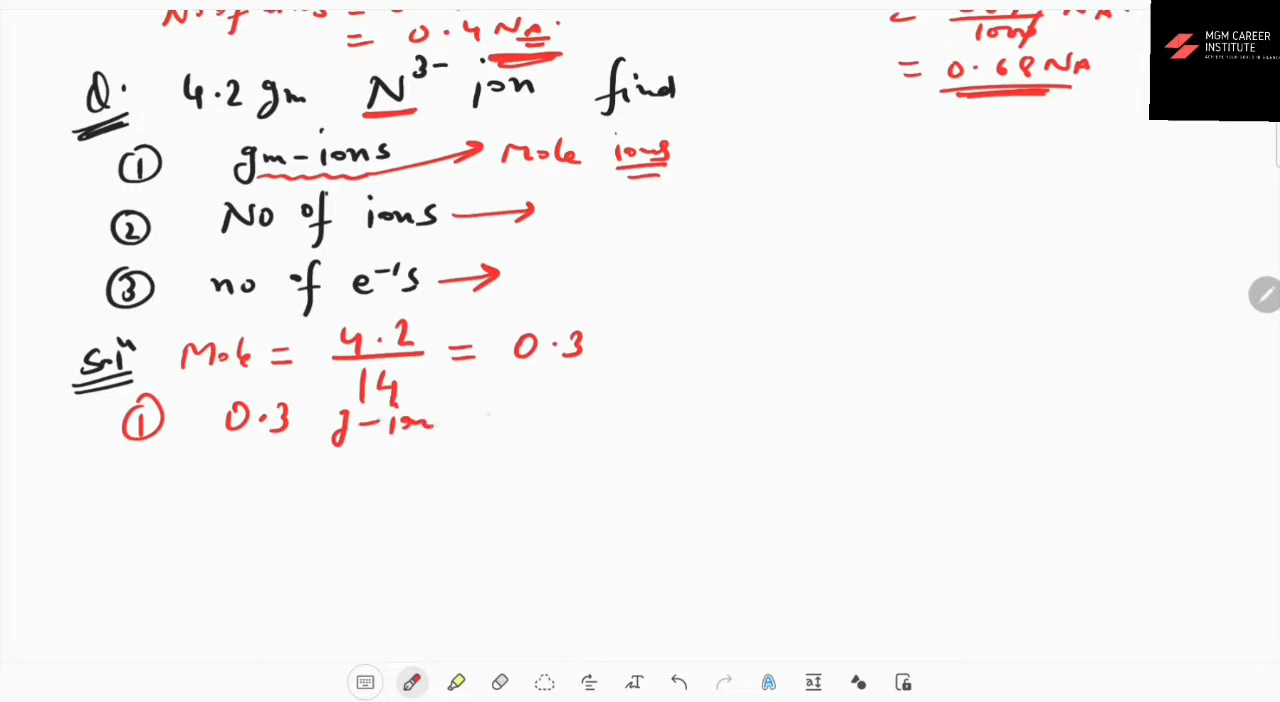 = 0.4 NA
100
= 0.68 NA
MGM CAREER
INSTITUTE
Q. 4.2 gm N³⁻ ion find
① gm-ions → Mole ions
② No of ions →
③ no of e⁻'s →
Solⁿ Mole = 4.2 / 14 = 0.3
① 0.3 g-ion